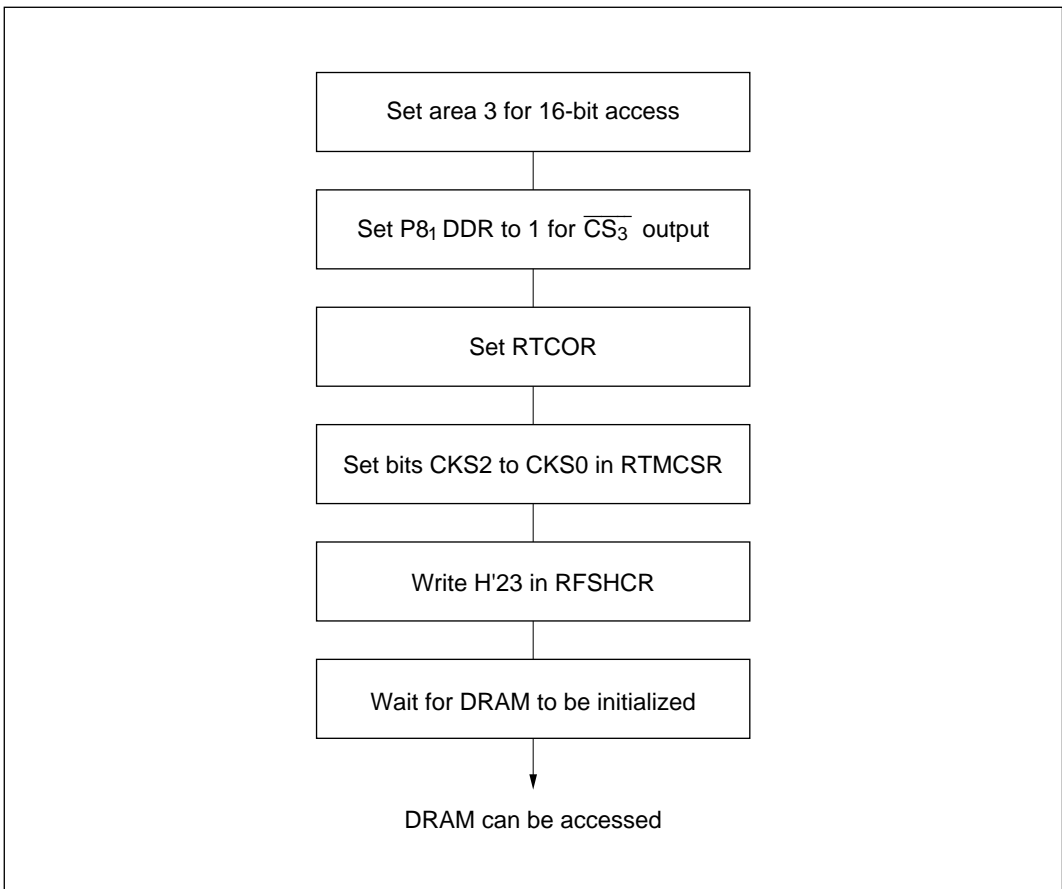 Set area 3 for 16-bit access
Set P8₁ DDR to 1 for C̅S̅₃ output
Set RTCOR
Set bits CKS2 to CKS0 in RTMCSR
Write H'23 in RFSHCR
Wait for DRAM to be initialized
DRAM can be accessed